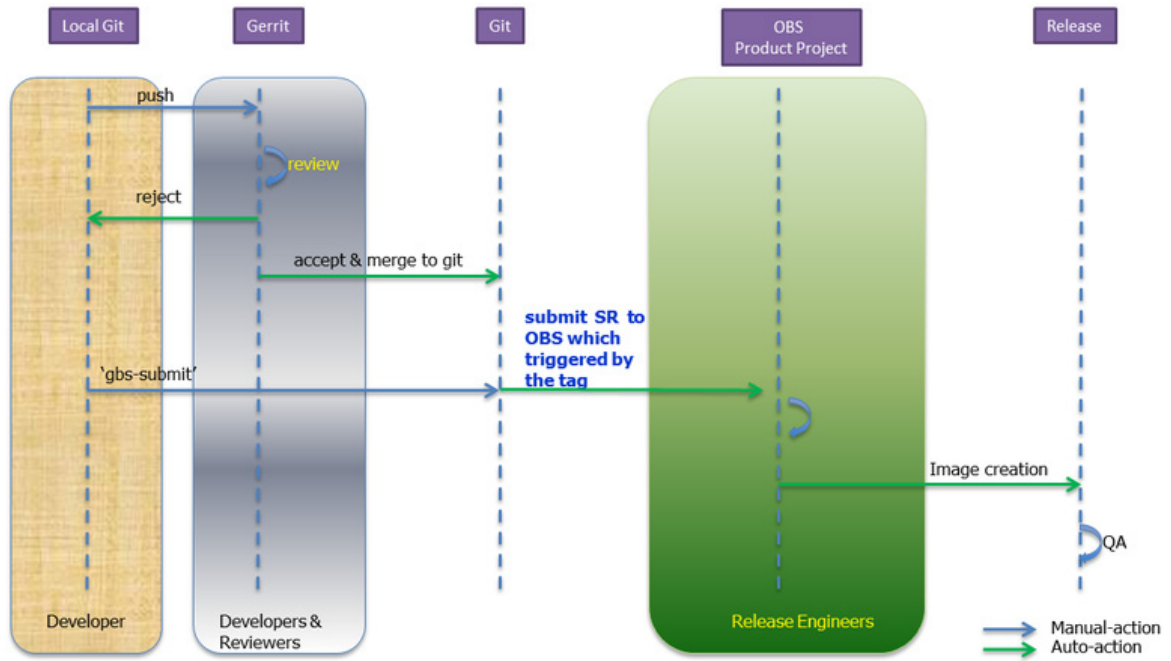 Local Git
Gerrit
Git
OBS
Product Project
Release
push
review
reject
accept & merge to git
submit SR to
OBS which
triggered by
the tag
‘gbs-submit’
Image creation
QA
Developer
Developers &
Reviewers
Release Engineers
Manual-action
Auto-action